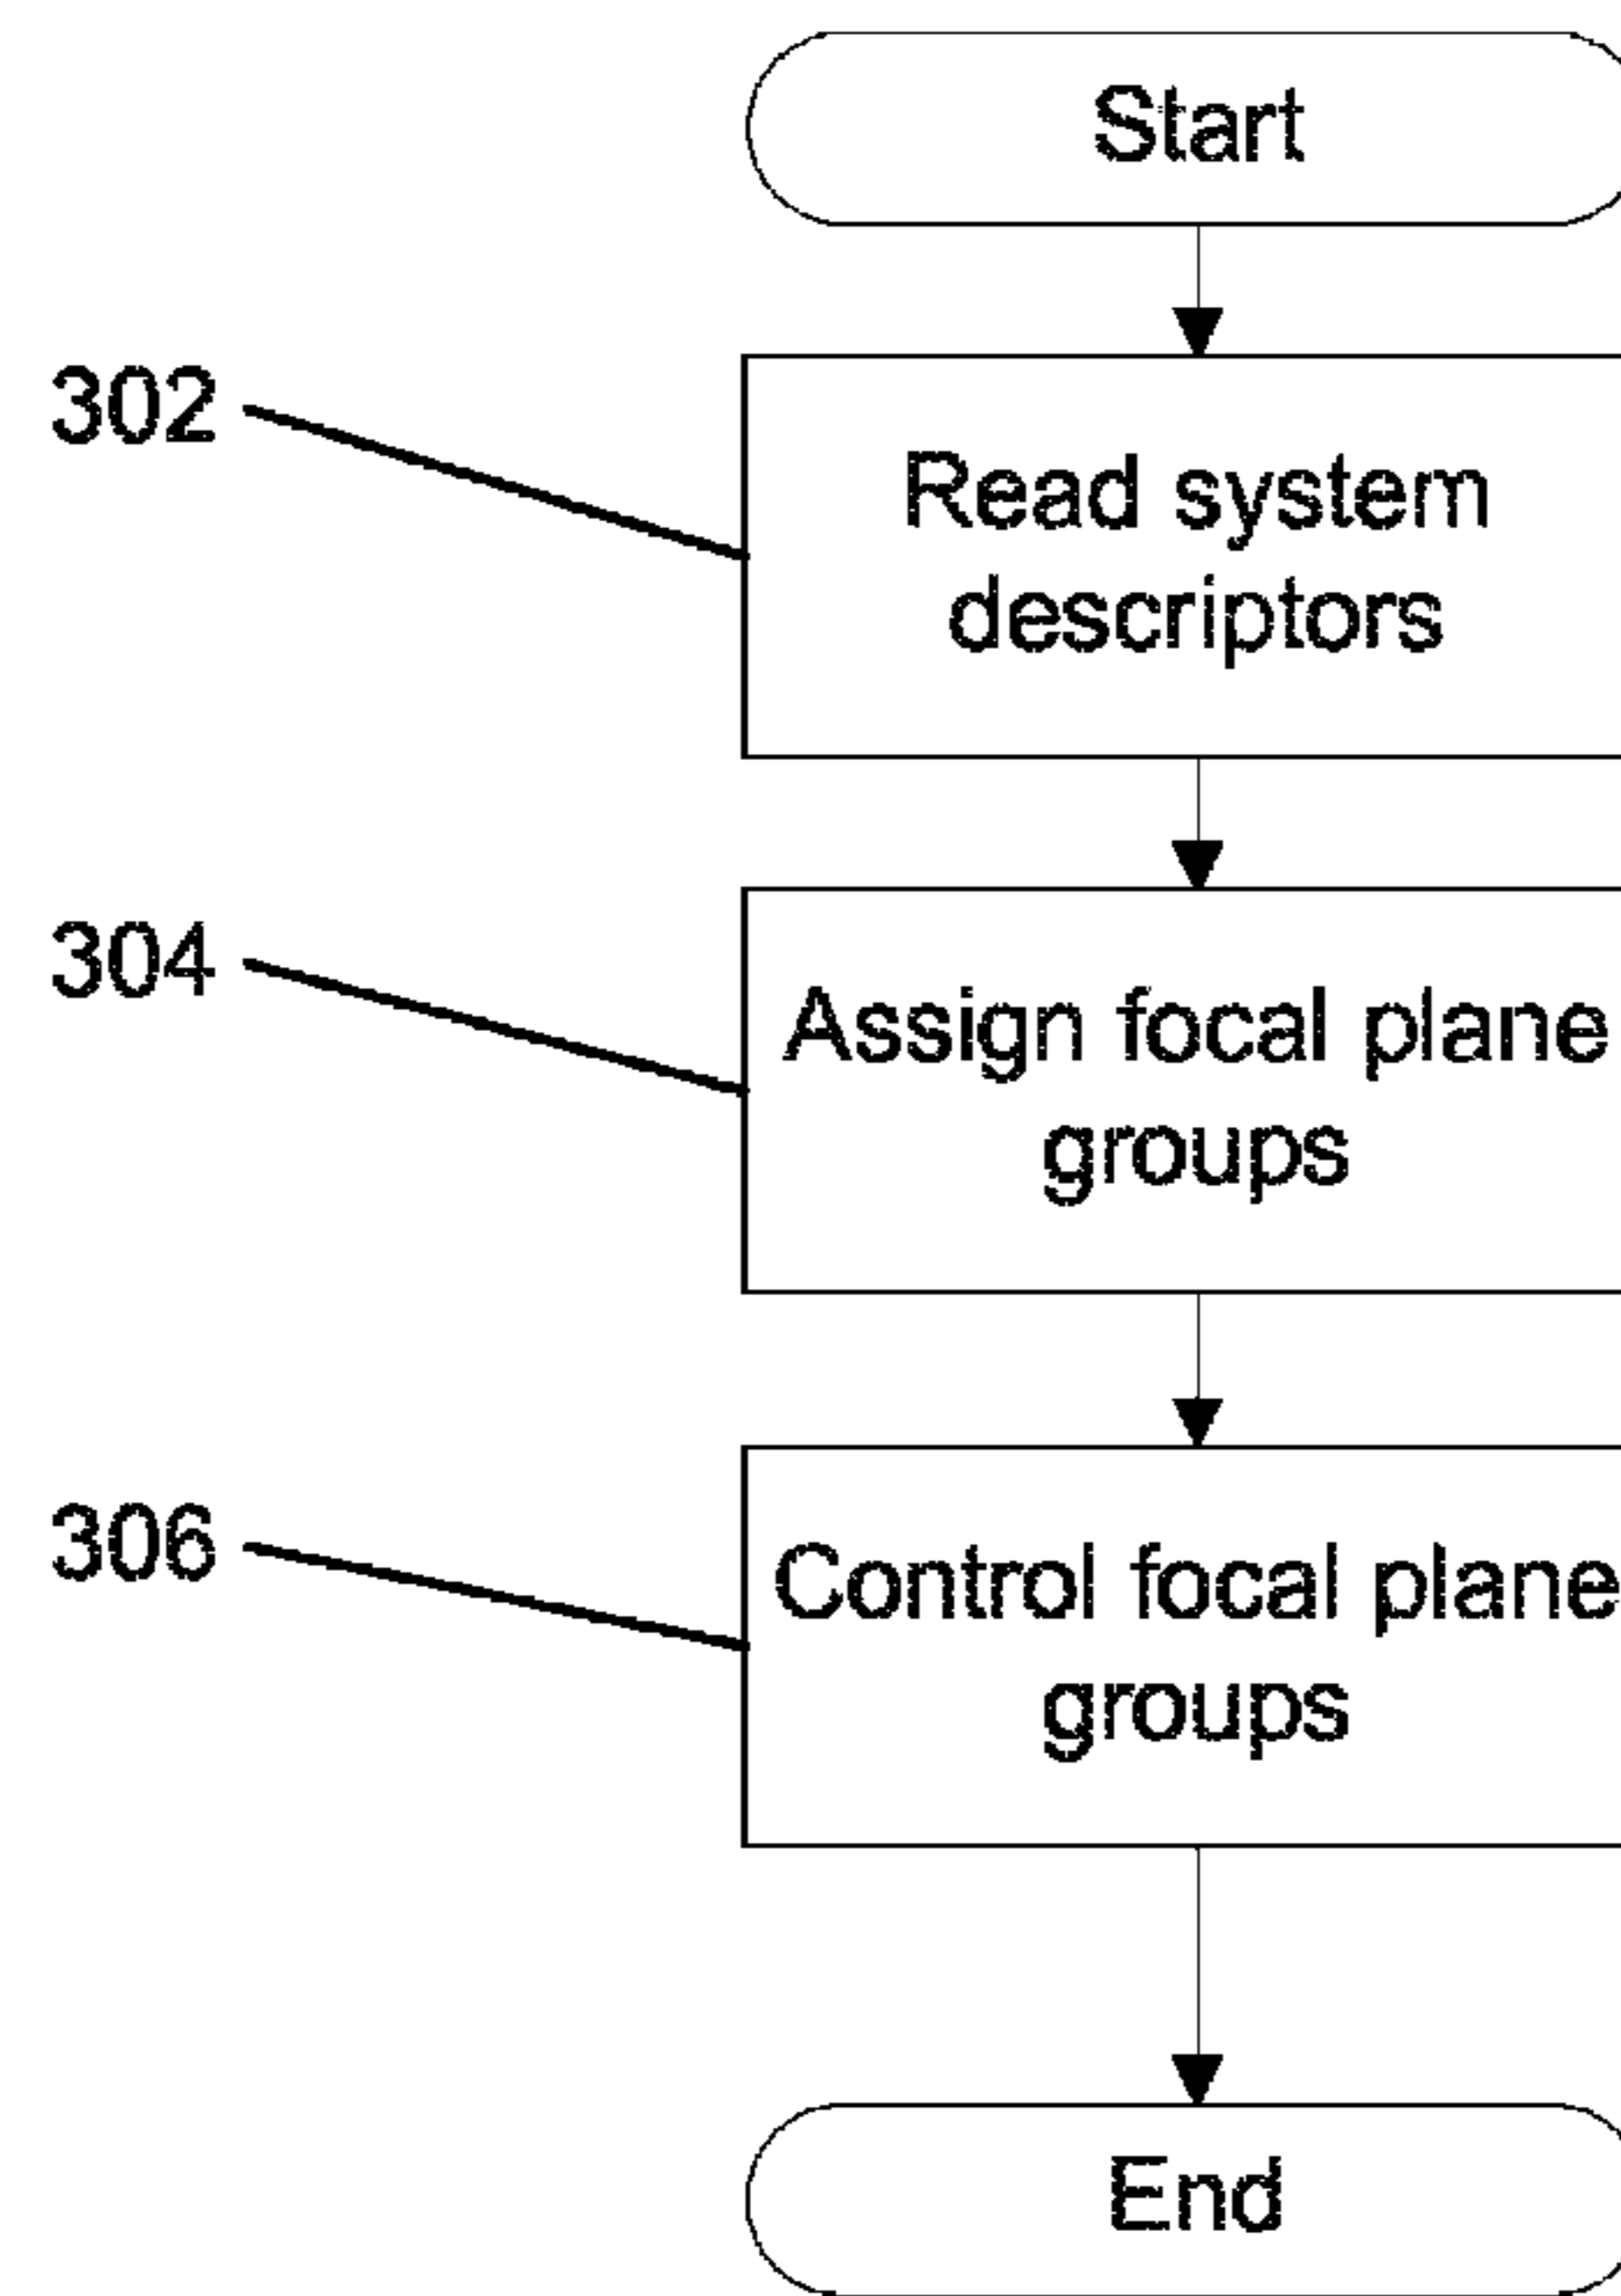 Start
302
Read system
descriptors
304
Assign focal plane
groups
306
Control focal plane
groups
End